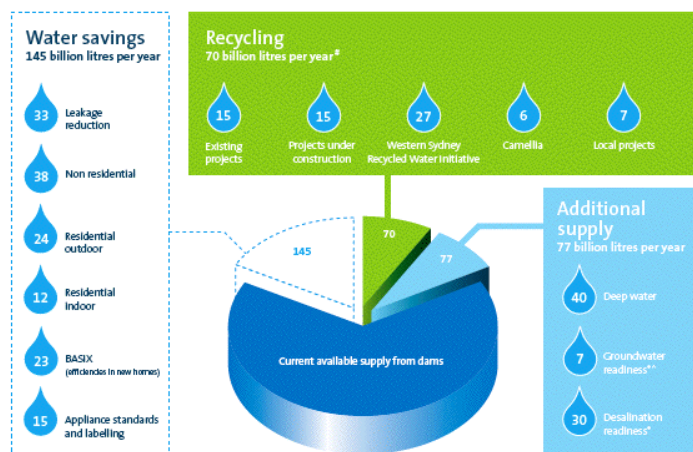 Water savings
145 billion litres per year
33
Leakage
reduction
38
Non residential
24
Residential
outdoor
12
Residential
indoor
23
BASIX
(efficiencies in new homes)
15
Appliance standards
and labelling
Recycling
70 billion litres per year#
15
Existing
projects
15
Projects under
construction
27
Western Sydney
Recycled Water Initiative
6
Camellia
7
Local projects
145
70
77
Current available supply from dams
Additional
supply
77 billion litres per year
40
Deep water
7
Groundwater
readiness*^
30
Desalination
readiness*